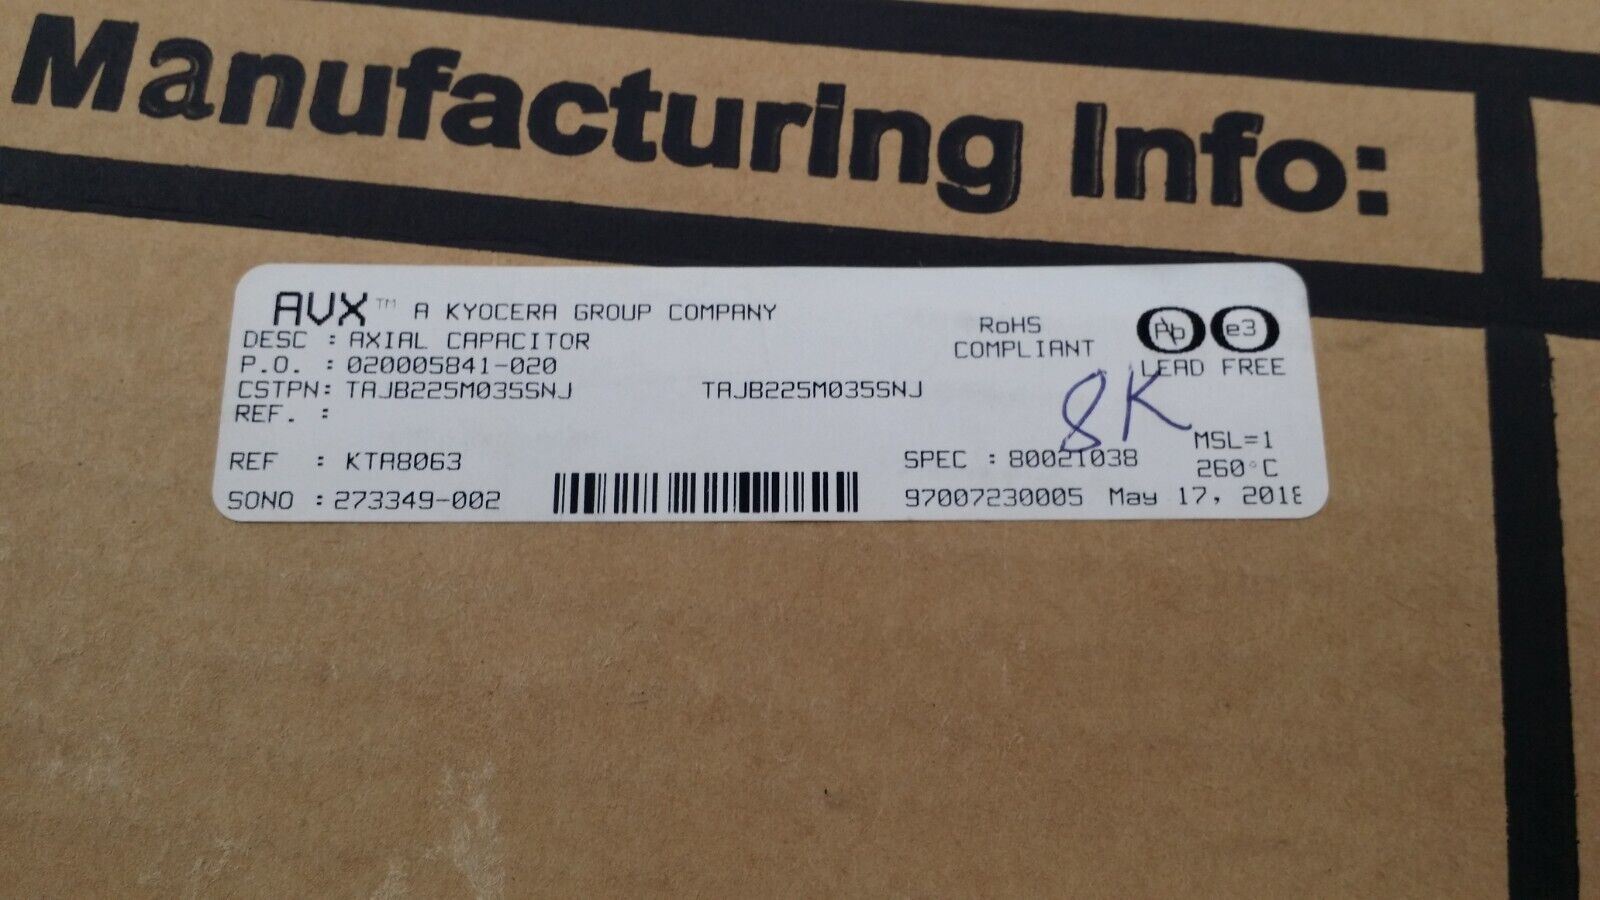 Manufacturing Info:
AVX™ A KYOCERA GROUP COMPANY
DESC : AXIAL CAPACITOR
P.O. : 020005841-020
CSTPN: TAJB225M035SNJ TAJB225M035SNJ
REF. :
REF : KTA8063
SONO : 273349-002
RoHS
COMPLIANT
Pb e3
LEAD FREE
8K
MSL=1
SPEC : 80021038
260°C
97007230005 May 17, 2018